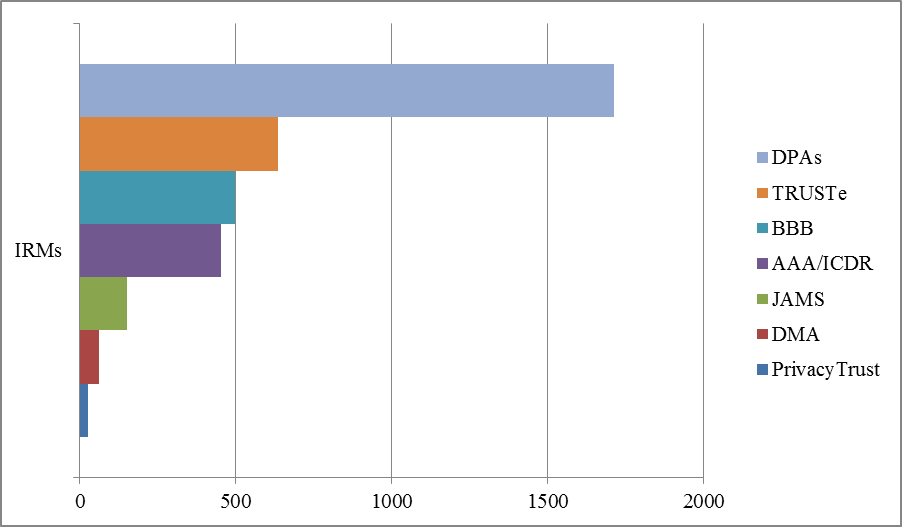 IRMs
0
500
1000
1500
2000
DPAs
TRUSTe
BBB
AAA/ICDR
JAMS
DMA
PrivacyTrust